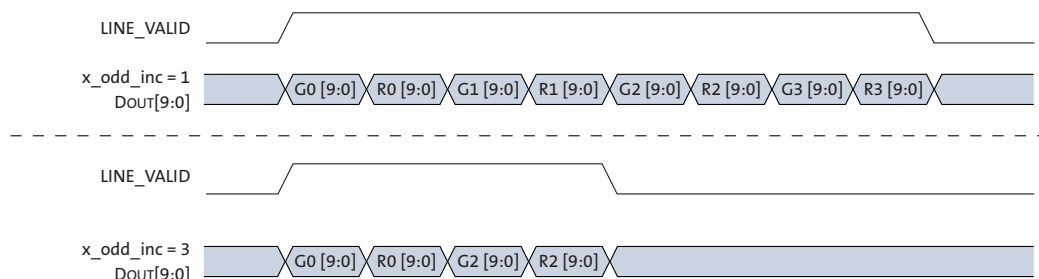 LINE_VALID
x_odd_inc = 1
DOUT[9:0]
G0 [9:0] R0 [9:0] G1 [9:0] R1 [9:0] G2 [9:0] R2 [9:0] G3 [9:0] R3 [9:0]
LINE_VALID
x_odd_inc = 3
DOUT[9:0]
G0 [9:0] R0 [9:0] G2 [9:0] R2 [9:0]